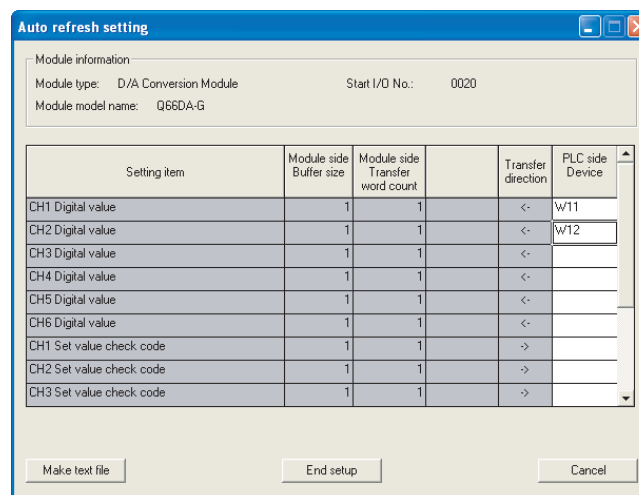 Auto refresh setting
Module information
Module type: D/A Conversion Module Start I/O No.: 0020
Module model name: Q66DA-G
Setting item Module side Buffer size Module side Transfer word count Transfer direction PLC side Device
CH1 Digital value 1 1 <- W11
CH2 Digital value 1 1 <- W12
CH3 Digital value 1 1 <-
CH4 Digital value 1 1 <-
CH5 Digital value 1 1 <-
CH6 Digital value 1 1 <-
CH1 Set value check code 1 1 ->
CH2 Set value check code 1 1 ->
CH3 Set value check code 1 1 ->
Make text file End setup Cancel